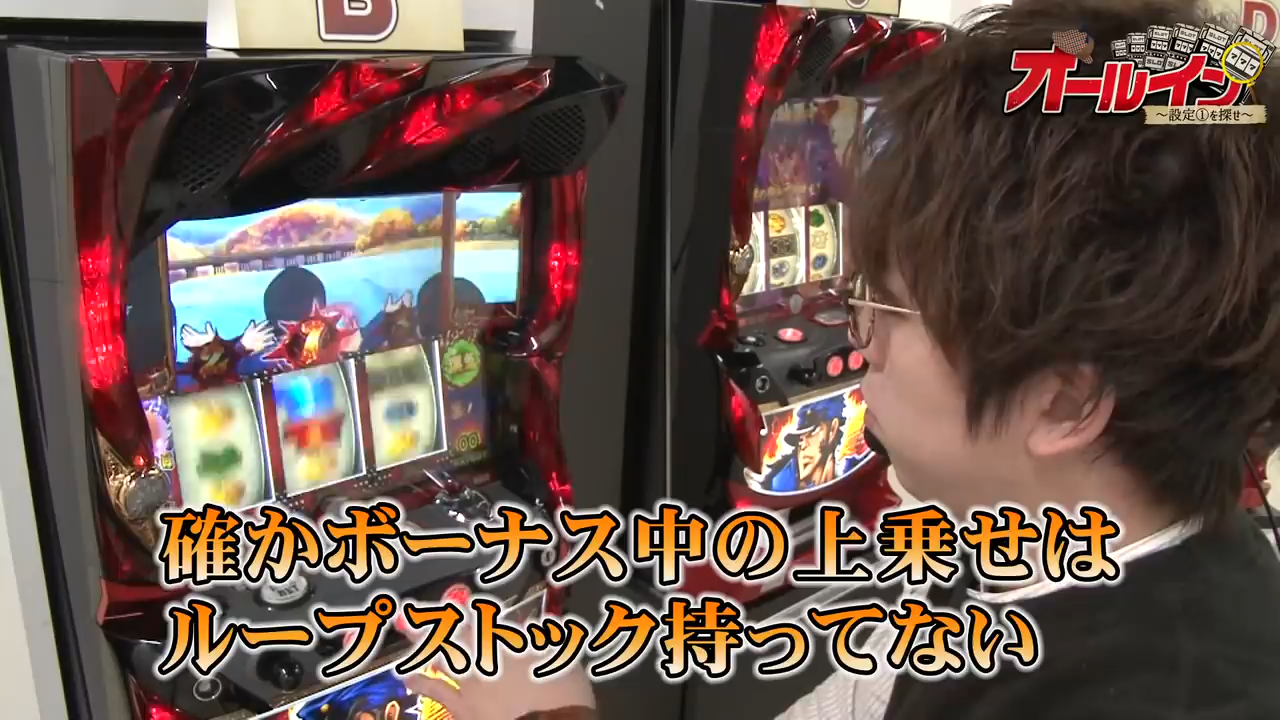 B
D
オールイン
～設定①を探せ～
確かボーナス中の上乗せは
ループストック持ってない